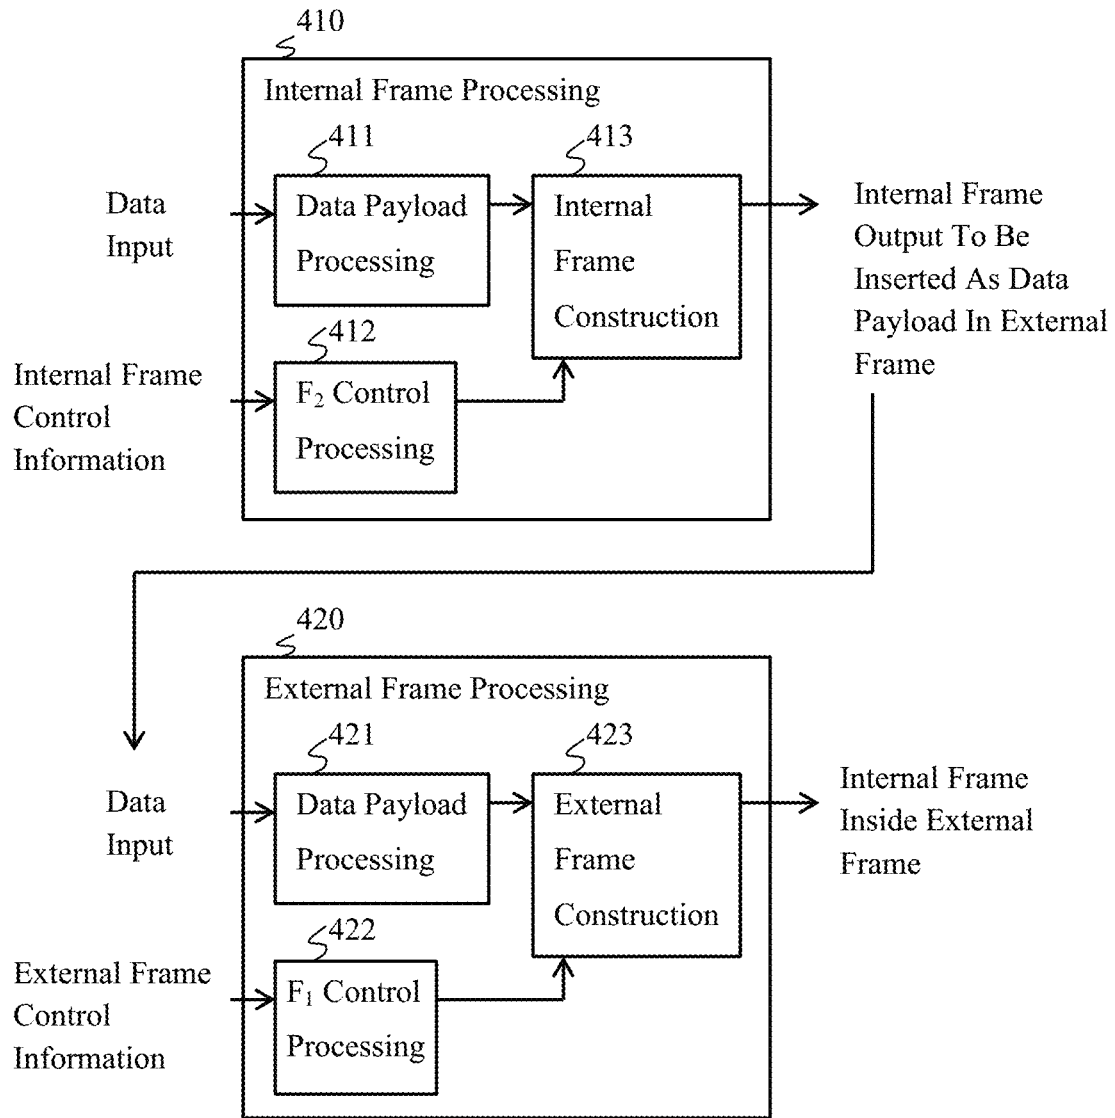 410
Internal Frame Processing
411
413
Data
Input
Data Payload
Processing
Internal
Frame
Construction
Internal Frame
Output To Be
Inserted As Data
Payload In External
Frame
412
Internal Frame
Control
Information
F₂ Control
Processing
420
External Frame Processing
421
423
Data
Input
Data Payload
Processing
External
Frame
Construction
Internal Frame
Inside External
Frame
422
External Frame
Control
Information
F₁ Control
Processing